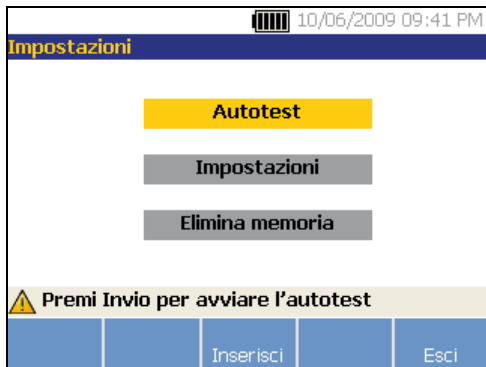 10/06/2009 09:41 PM
Impostazioni
Autotest
Impostazioni
Elimina memoria
Premi Invio per avviare l'autotest
Inserisci Esci